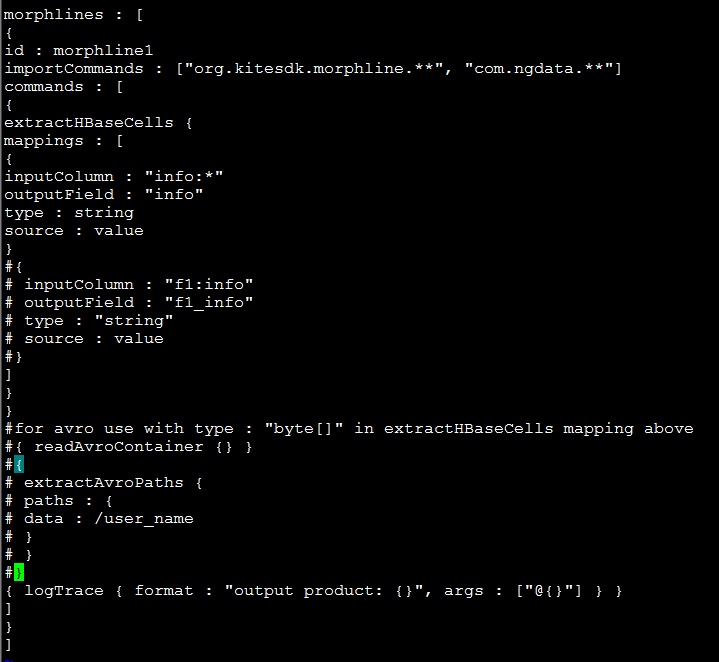 morphlines : [
{
id : morphline1
importCommands : ["org.kitesdk.morphline.**", "com.ngdata.**"]
commands : [
{
extractHBaseCells {
mappings : [
{
inputColumn : "info:*"
outputField : "info"
type : string
source : value
}
#{
# inputColumn : "f1:info"
# outputField : "f1_info"
# type : "string"
# source : value
#}
]
}
}
#for avro use with type : "byte[]" in extractHBaseCells mapping above
#{ readAvroContainer {} }
#{
# extractAvroPaths {
# paths : {
# data : /user_name
# }
# }
#}
{ logTrace { format : "output product: {}", args : ["@{}"] } }
]
}
]